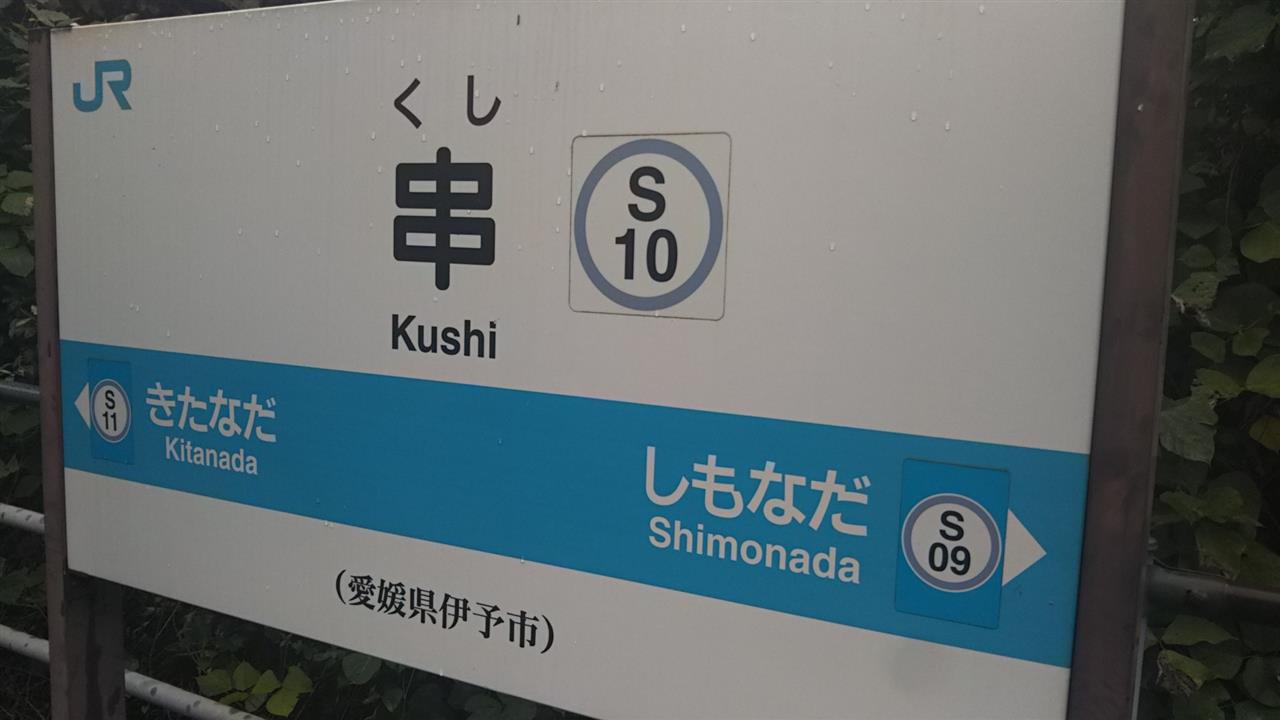 JR
くし
串
Kushi
S
10
S
11
きたなだ
Kitanada
しもなだ
Shimonada
S
09
(愛媛県伊予市)